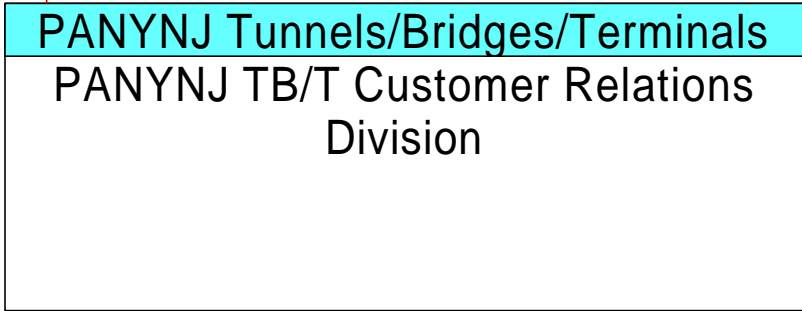 PANYNJ Tunnels/Bridges/Terminals
PANYNJ TB/T Customer Relations
Division